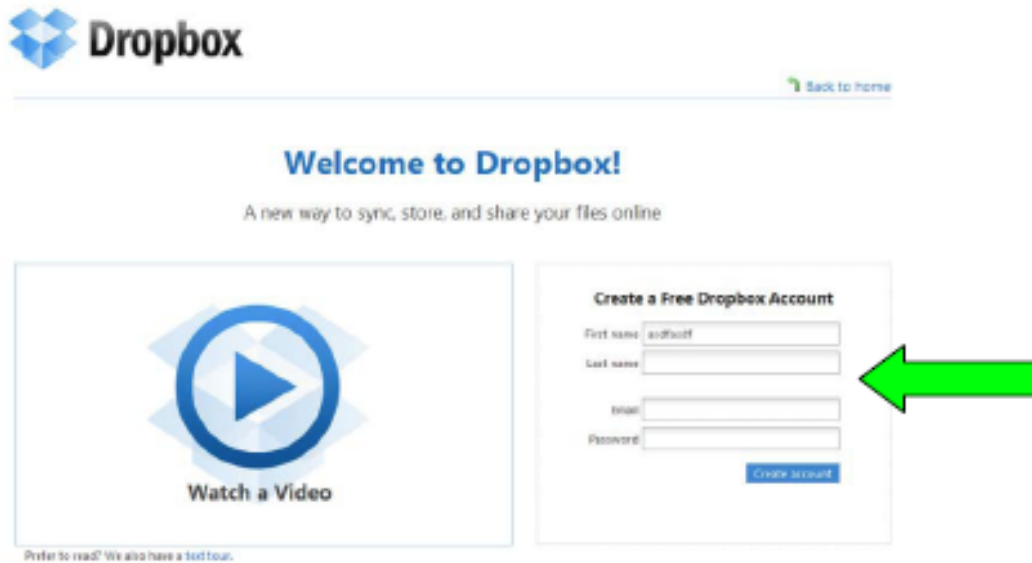 Dropbox
Back to home
Welcome to Dropbox!
A new way to sync, store, and share your files online
Create a Free Dropbox Account
First name asdfasdf
Last name
Email
Password
Create account
Watch a Video
Prefer to read? We also have a text tour.